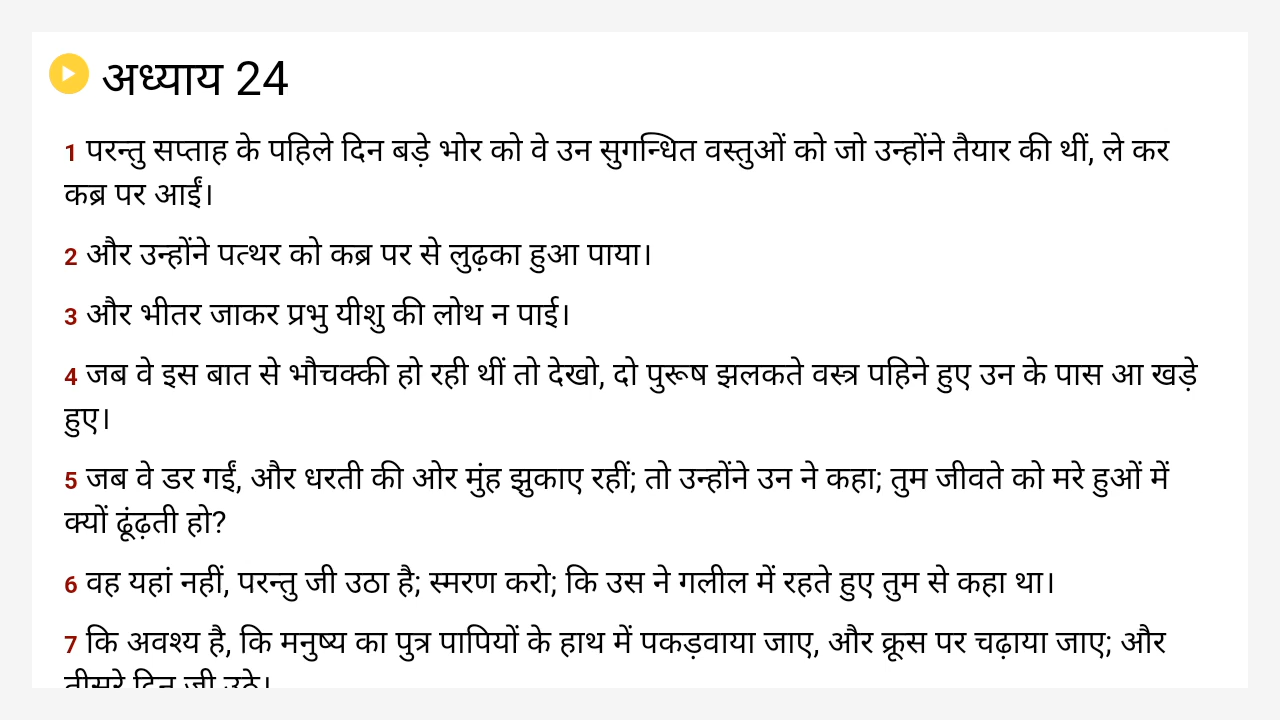 अध्याय 24
1 परन्तु सप्ताह के पहिले दिन बड़े भोर को वे उन सुगन्धित वस्तुओं को जो उन्होंने तैयार की थीं, ले कर
कब्र पर आईं।
2 और उन्होंने पत्थर को कब्र पर से लुढ़का हुआ पाया।
3 और भीतर जाकर प्रभु यीशु की लोथ न पाई।
4 जब वे इस बात से भौचक्की हो रही थीं तो देखो, दो पुरूष झलकते वस्त्र पहिने हुए उन के पास आ खड़े
हुए।
5 जब वे डर गईं, और धरती की ओर मुंह झुकाए रहीं; तो उन्होंने उन ने कहा; तुम जीवते को मरे हुओं में
क्यों ढूंढ़ती हो?
6 वह यहां नहीं, परन्तु जी उठा है; स्मरण करो; कि उस ने गलील में रहते हुए तुम से कहा था।
7 कि अवश्य है, कि मनुष्य का पुत्र पापियों के हाथ में पकड़वाया जाए, और क्रूस पर चढ़ाया जाए; और
तीसरे दिन जी उठे।